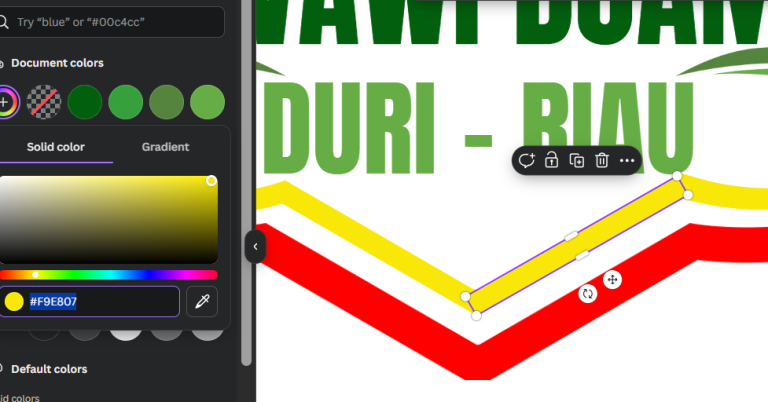 Try “blue” or “#00c4cc”
Document colors
Solid color
Gradient
#F9E807
Default colors
DURI - RIAU